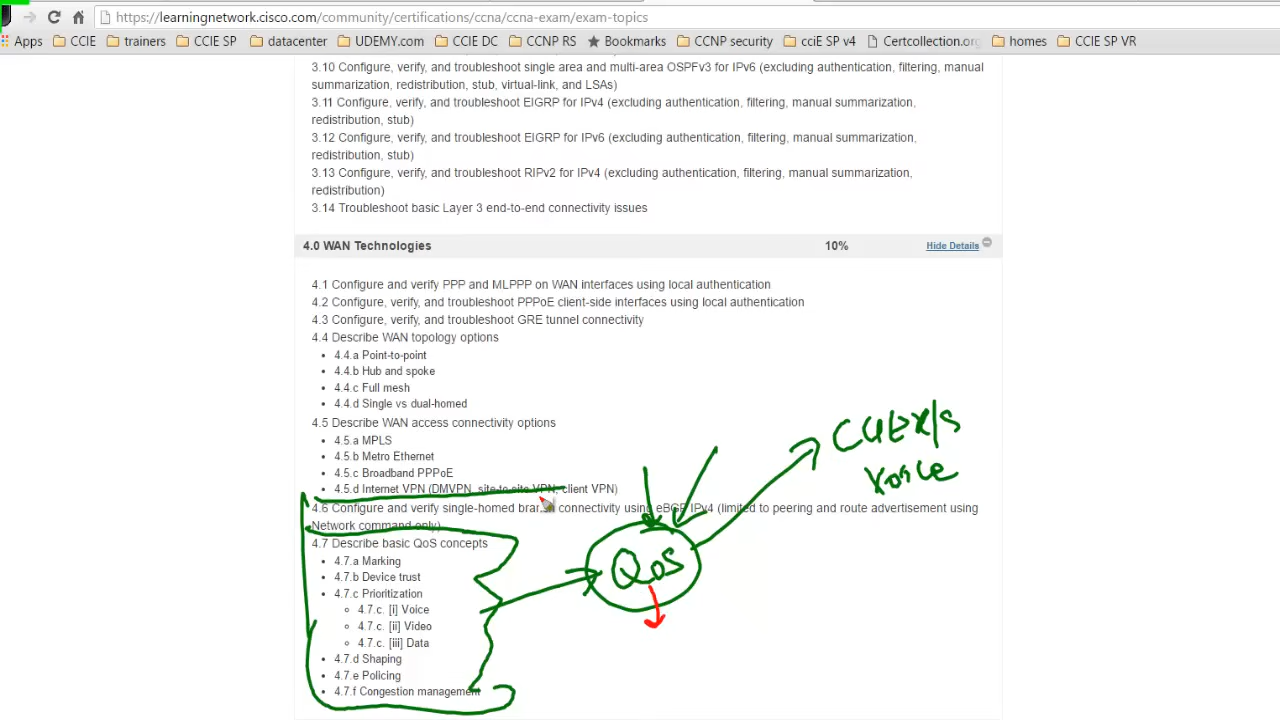 https://learningnetwork.cisco.com/community/certifications/ccna/ccna-exam/exam-topics
Apps CCIE trainers CCIE SP datacenter UDEMY.com CCIE DC CCNP RS Bookmarks CCNP security cciE SP v4 Certcollection.org homes CCIE SP VR
3.10 Configure, verify, and troubleshoot single area and multi-area OSPFv3 for IPv6 (excluding authentication, filtering, manual
summarization, redistribution, stub, virtual-link, and LSAs)
3.11 Configure, verify, and troubleshoot EIGRP for IPv4 (excluding authentication, filtering, manual summarization,
redistribution, stub)
3.12 Configure, verify, and troubleshoot EIGRP for IPv6 (excluding authentication, filtering, manual summarization,
redistribution, stub)
3.13 Configure, verify, and troubleshoot RIPv2 for IPv4 (excluding authentication, filtering, manual summarization,
redistribution)
3.14 Troubleshoot basic Layer 3 end-to-end connectivity issues
4.0 WAN Technologies 10% Hide Details
4.1 Configure and verify PPP and MLPPP on WAN interfaces using local authentication
4.2 Configure, verify, and troubleshoot PPPoE client-side interfaces using local authentication
4.3 Configure, verify, and troubleshoot GRE tunnel connectivity
4.4 Describe WAN topology options
4.4.a Point-to-point
4.4.b Hub and spoke
4.4.c Full mesh
4.4.d Single vs dual-homed
4.5 Describe WAN access connectivity options
4.5.a MPLS
4.5.b Metro Ethernet
4.5.c Broadband PPPoE
4.5.d Internet VPN (DMVPN, site-to-site VPN, client VPN)
4.6 Configure and verify single-homed branch connectivity using eBGP IPv4 (limited to peering and route advertisement using
Network command only)
4.7 Describe basic QoS concepts
4.7.a Marking
4.7.b Device trust
4.7.c Prioritization
4.7.c. [i] Voice
4.7.c. [ii] Video
4.7.c. [iii] Data
4.7.d Shaping
4.7.e Policing
4.7.f Congestion management
QoS
Voice